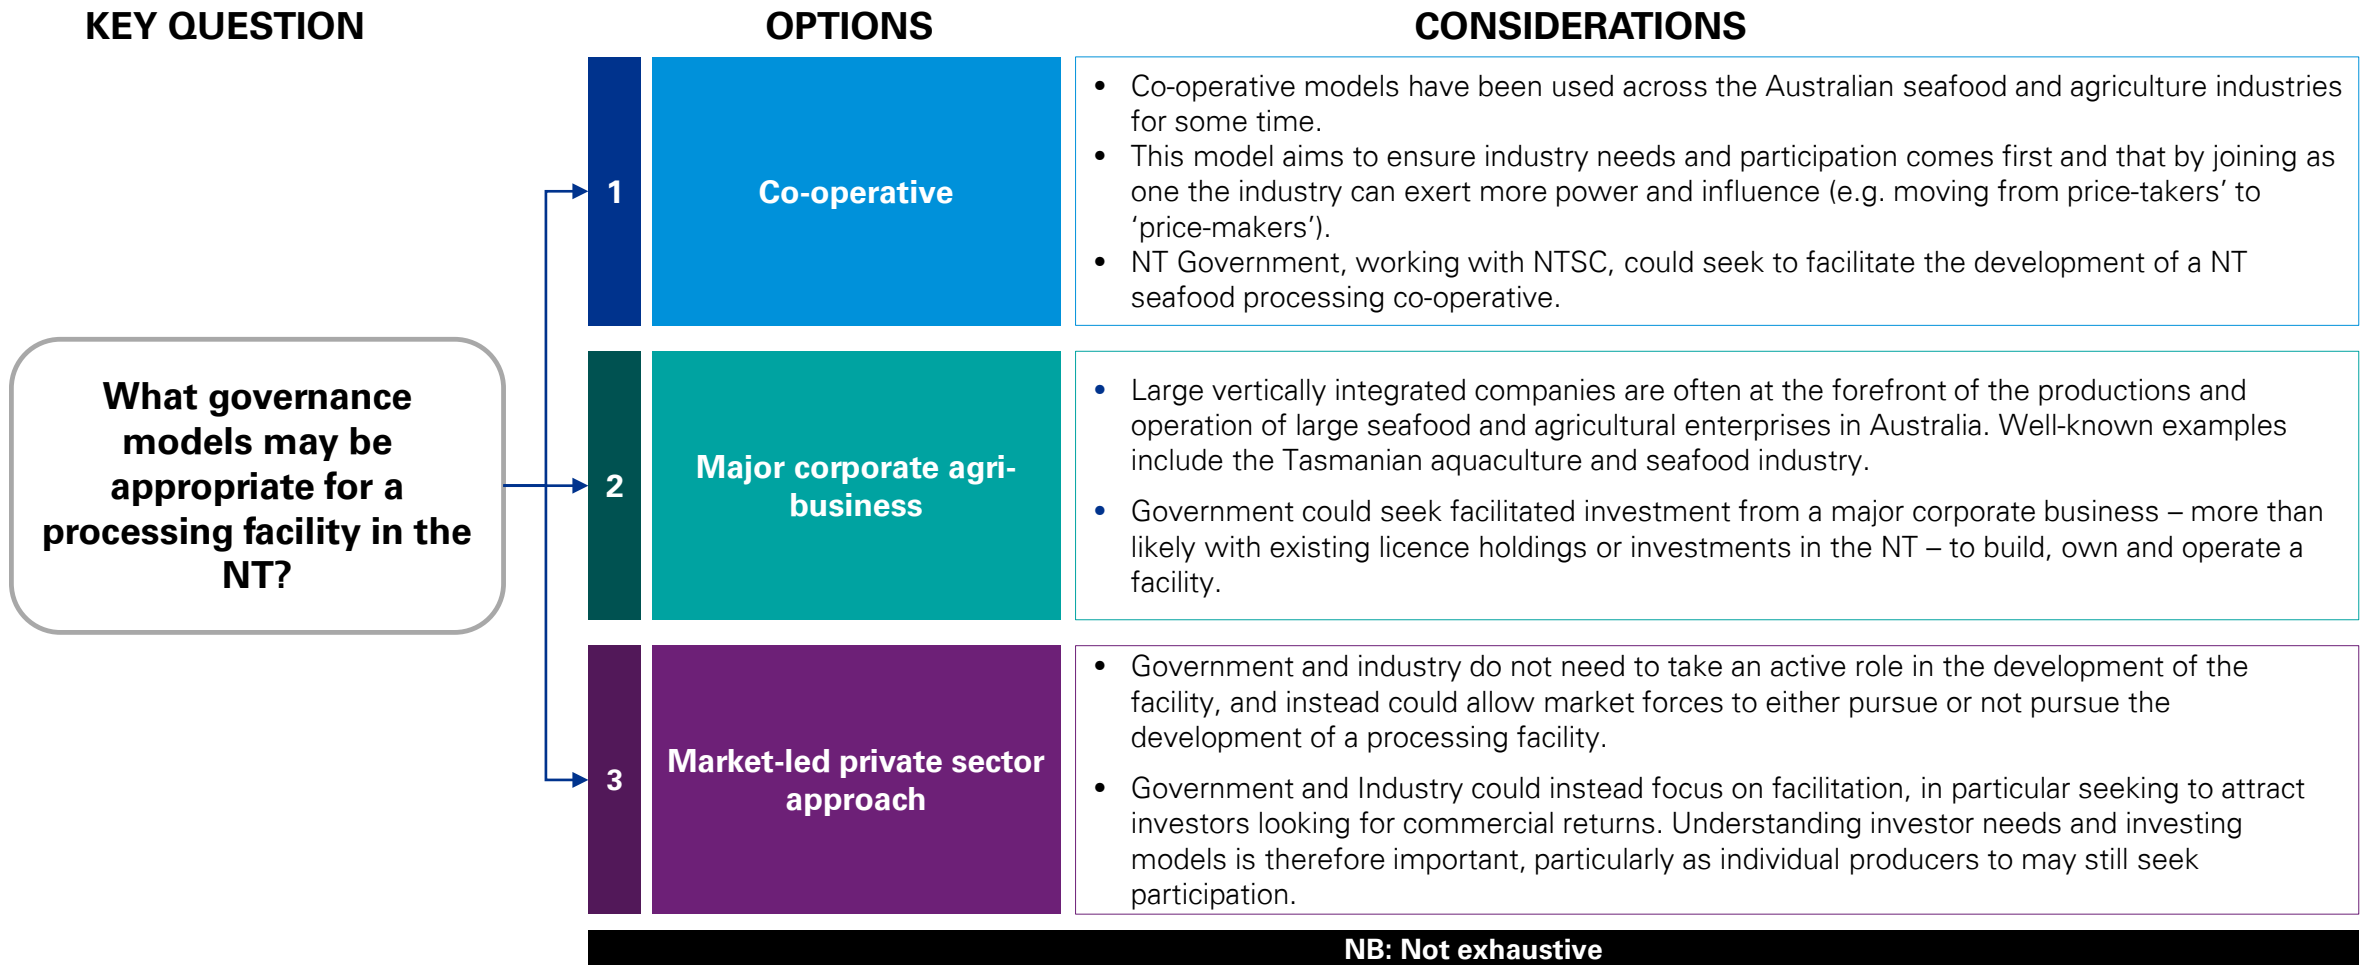 KEY QUESTION
OPTIONS
CONSIDERATIONS
What governance
models may be
appropriate for a
processing facility in the
NT?
1
Co-operative
• Co-operative models have been used across the Australian seafood and agriculture industries
for some time.
• This model aims to ensure industry needs and participation comes first and that by joining as
one the industry can exert more power and influence (e.g. moving from price-takers’ to
‘price-makers’).
• NT Government, working with NTSC, could seek to facilitate the development of a NT
seafood processing co-operative.
2
Major corporate agri-
business
• Large vertically integrated companies are often at the forefront of the productions and
operation of large seafood and agricultural enterprises in Australia. Well-known examples
include the Tasmanian aquaculture and seafood industry.
• Government could seek facilitated investment from a major corporate business – more than
likely with existing licence holdings or investments in the NT – to build, own and operate a
facility.
3
Market-led private sector
approach
• Government and industry do not need to take an active role in the development of the
facility, and instead could allow market forces to either pursue or not pursue the
development of a processing facility.
• Government and Industry could instead focus on facilitation, in particular seeking to attract
investors looking for commercial returns. Understanding investor needs and investing
models is therefore important, particularly as individual producers to may still seek
participation.
NB: Not exhaustive